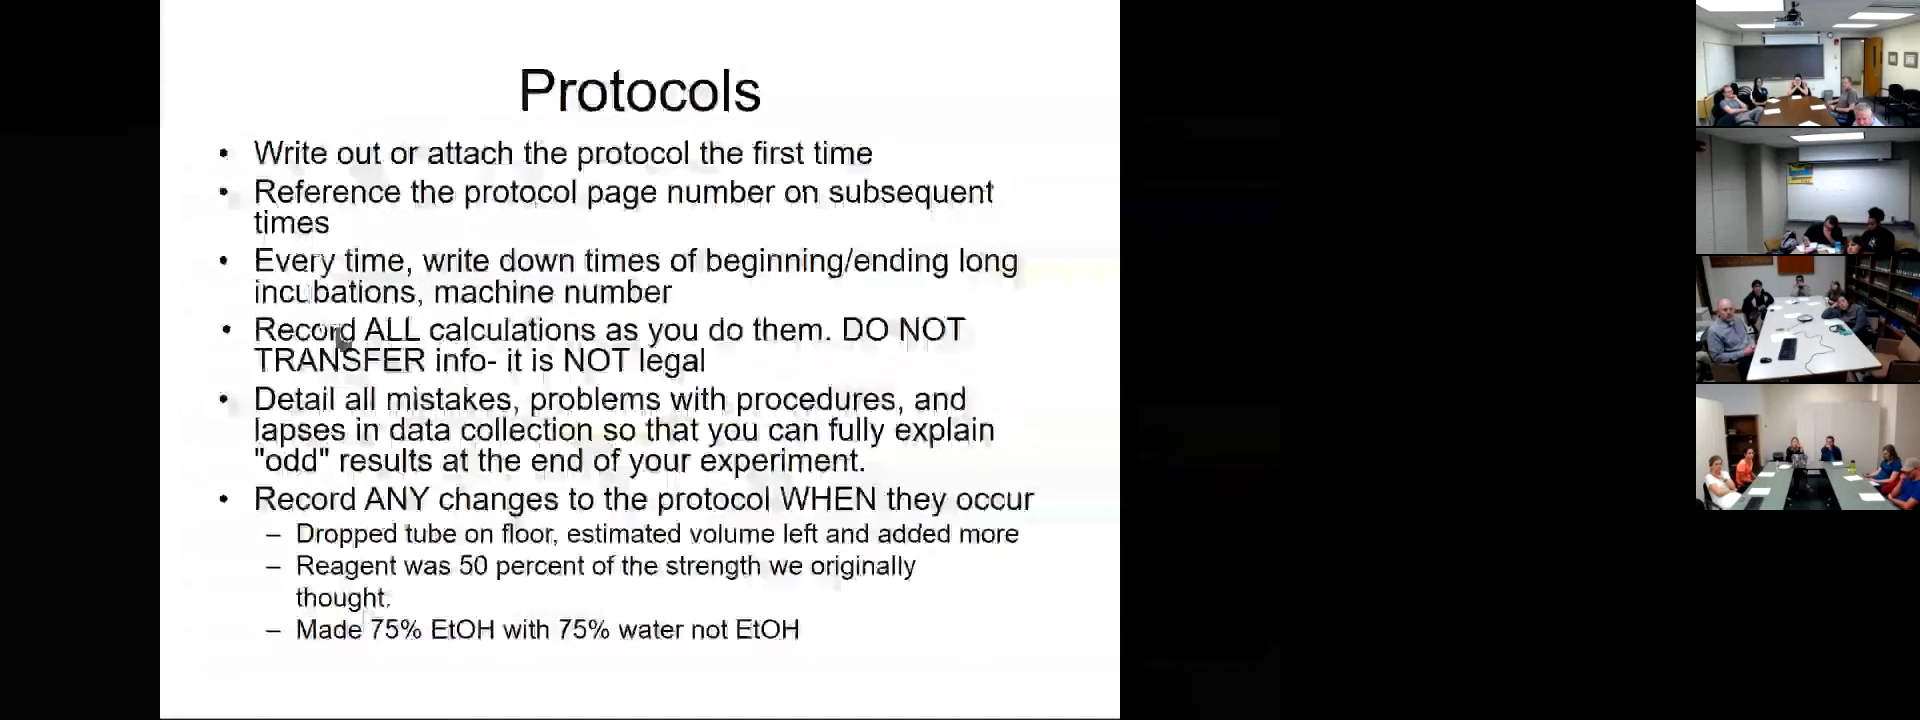 Protocols
• Write out or attach the protocol the first time
• Reference the protocol page number on subsequent
times
• Every time, write down times of beginning/ending long
incubations, machine number
• Record ALL calculations as you do them. DO NOT
TRANSFER info- it is NOT legal
• Detail all mistakes, problems with procedures, and
lapses in data collection so that you can fully explain
"odd" results at the end of your experiment.
• Record ANY changes to the protocol WHEN they occur
– Dropped tube on floor, estimated volume left and added more
– Reagent was 50 percent of the strength we originally
thought.
– Made 75% EtOH with 75% water not EtOH